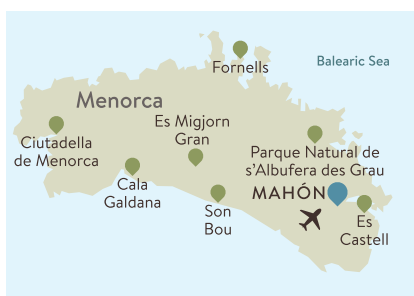 Fornells
Balearic Sea
Menorca
Es Migjorn
Gran
Ciutadella
de Menorca
Parque Natural de
s'Albufera des Grau
Cala
Galdana
MAHÓN
Son
Bou
Es
Castell